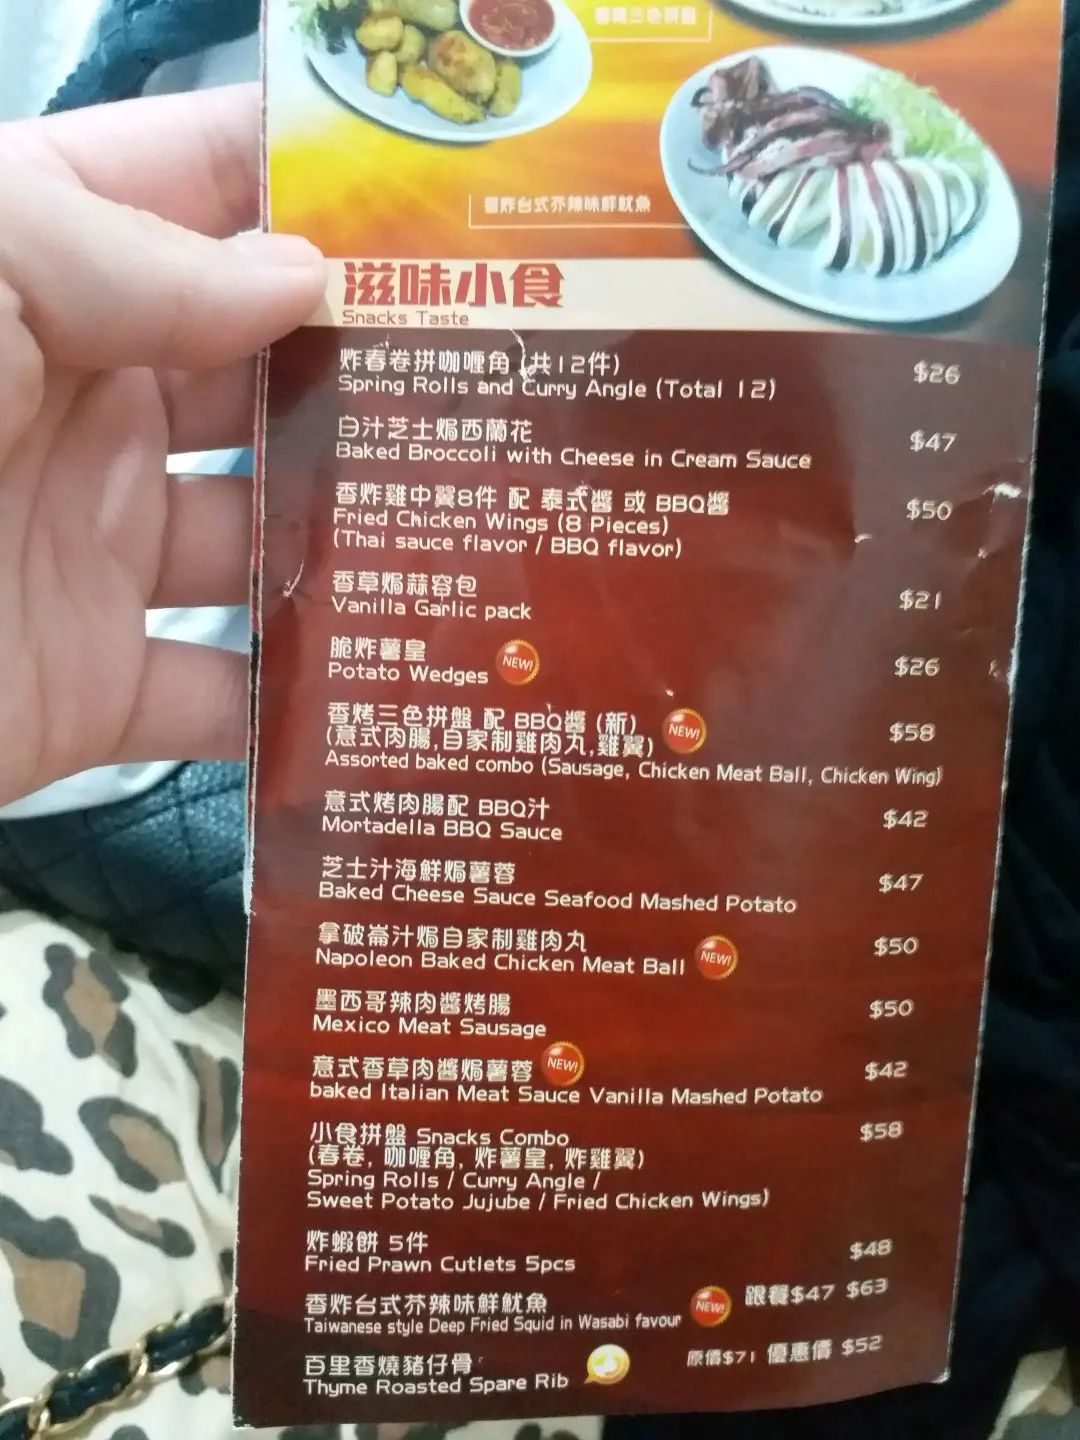 香烤三色拼盤
香炸台式芥辣味鮮魷魚
滋味小食
Snacks Taste
炸春卷拼咖喱角 (共12件) $26
Spring Rolls and Curry Angle (Total 12)
白汁芝士焗西蘭花 $47
Baked Broccoli with Cheese in Cream Sauce
香炸雞中翼8件 配 泰式醬 或 BBQ醬 $50
Fried Chicken Wings (8 Pieces)
(Thai sauce flavor / BBQ flavor)
香草焗蒜容包 $21
Vanilla Garlic pack
脆炸薯皇 $26
Potato Wedges NEW!
香烤三色拼盤 配 BBQ醬 (新) NEW! $58
(意式肉腸,自家制雞肉丸,雞翼)
Assorted baked combo (Sausage, Chicken Meat Ball, Chicken Wing)
意式烤肉腸配 BBQ汁 $42
Mortadella BBQ Sauce
芝士汁海鮮焗薯蓉 $47
Baked Cheese Sauce Seafood Mashed Potato
拿破崙汁焗自家制雞肉丸 $50
Napoleon Baked Chicken Meat Ball NEW!
墨西哥辣肉醬烤腸 $50
Mexico Meat Sausage
意式香草肉醬焗薯蓉 NEW! $42
baked Italian Meat Sauce Vanilla Mashed Potato
小食拼盤 Snacks Combo $58
(春卷, 咖喱角, 炸薯皇, 炸雞翼)
Spring Rolls / Curry Angle /
Sweet Potato Jujube / Fried Chicken Wings)
炸蝦餅 5件 $48
Fried Prawn Cutlets 5pcs
香炸台式芥辣味鮮魷魚 NEW! 跟餐$47 $63
Taiwanese style Deep Fried Squid in Wasabi favour
百里香燒豬仔骨 原價$71 優惠價 $52
Thyme Roasted Spare Rib